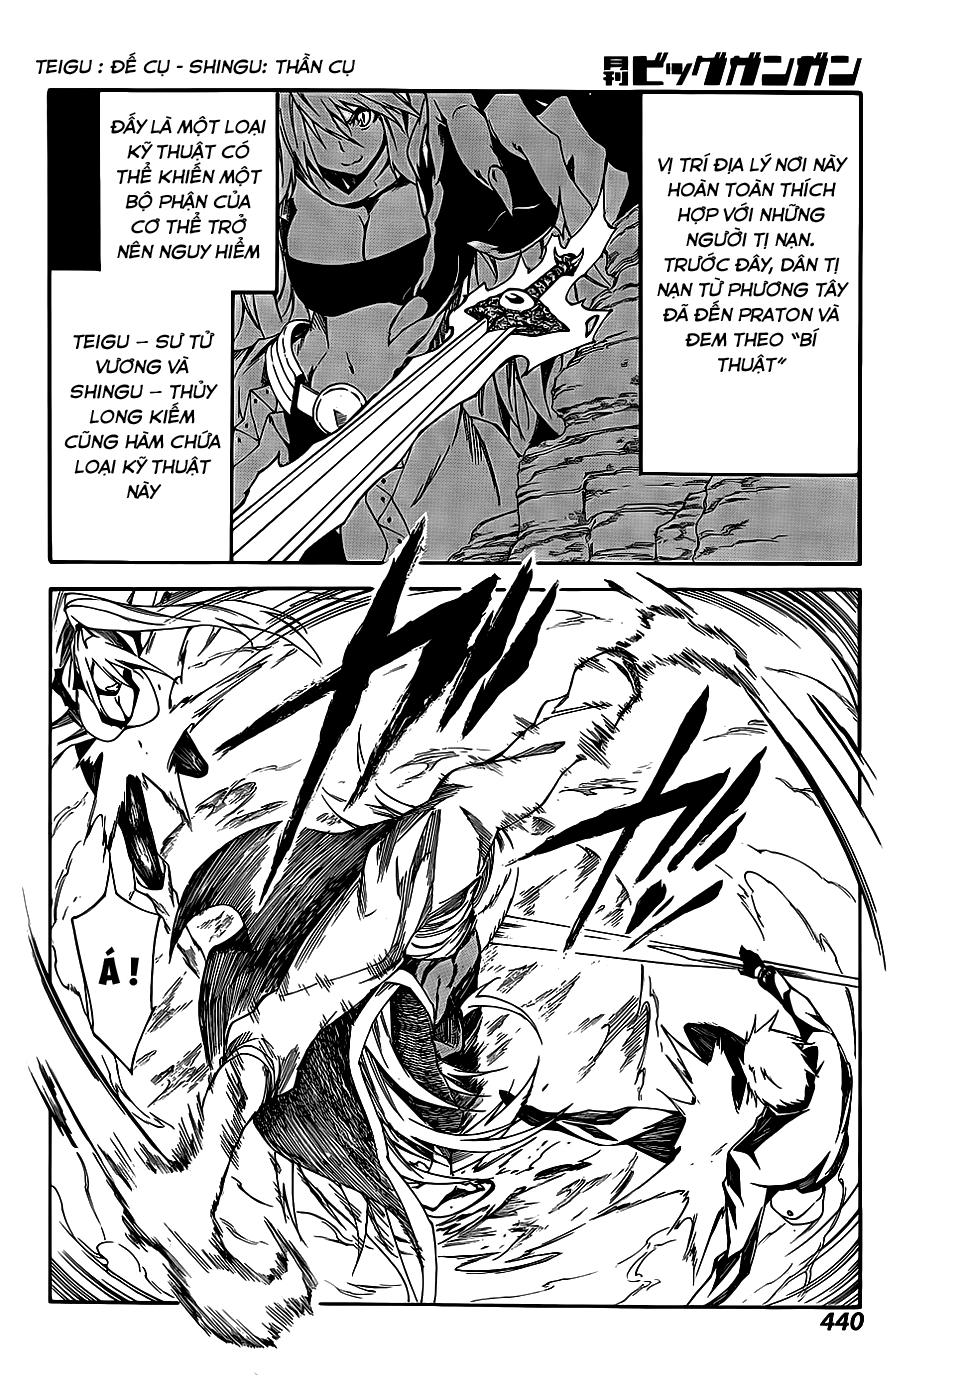 TEIGU : ĐẾ CỤ - SHINGU: THẦN CỤ
月刊ビッグガンガン
VỊ TRÍ ĐỊA LÝ NƠI NÀY
HOÀN TOÀN THÍCH
HỢP VỚI NHỮNG
NGƯỜI TỊ NẠN.
TRƯỚC ĐÂY, DÂN TỊ
NẠN TỪ PHƯƠNG TÂY
ĐÃ ĐẾN PRATON VÀ
ĐEM THEO "BÍ
THUẬT"
ĐẤY LÀ MỘT LOẠI
KỸ THUẬT CÓ
THỂ KHIẾN MỘT
BỘ PHẬN CỦA
CƠ THỂ TRỞ
NÊN NGUY HIỂM
TEIGU – SƯ TỬ
VƯƠNG VÀ
SHINGU – THỦY
LONG KIẾM
CŨNG HÀM CHỨA
LOẠI KỸ THUẬT
NÀY
Á!
440